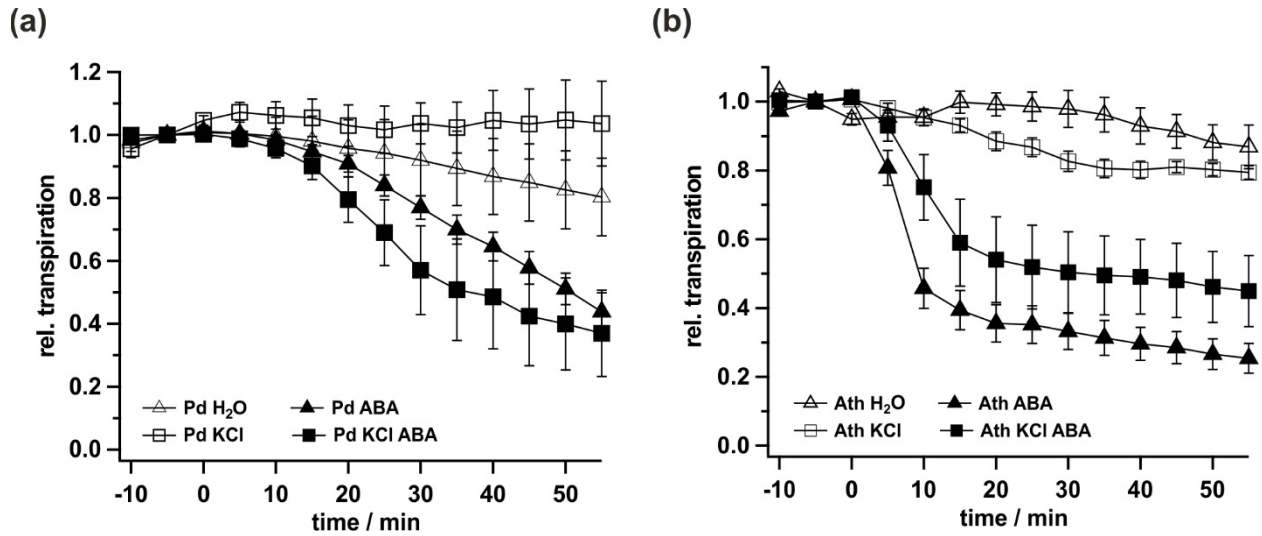 (a)
1.2
1.0
0.8
0.6
0.4
0.2
0.0
rel. transpiration
Pd H₂O
Pd ABA
Pd KCl
Pd KCl ABA
-10 0 10 20 30 40 50
time / min
(b)
1.0
0.8
0.6
0.4
0.2
0.0
rel. transpiration
Ath H₂O
Ath ABA
Ath KCl
Ath KCl ABA
-10 0 10 20 30 40 50
time / min